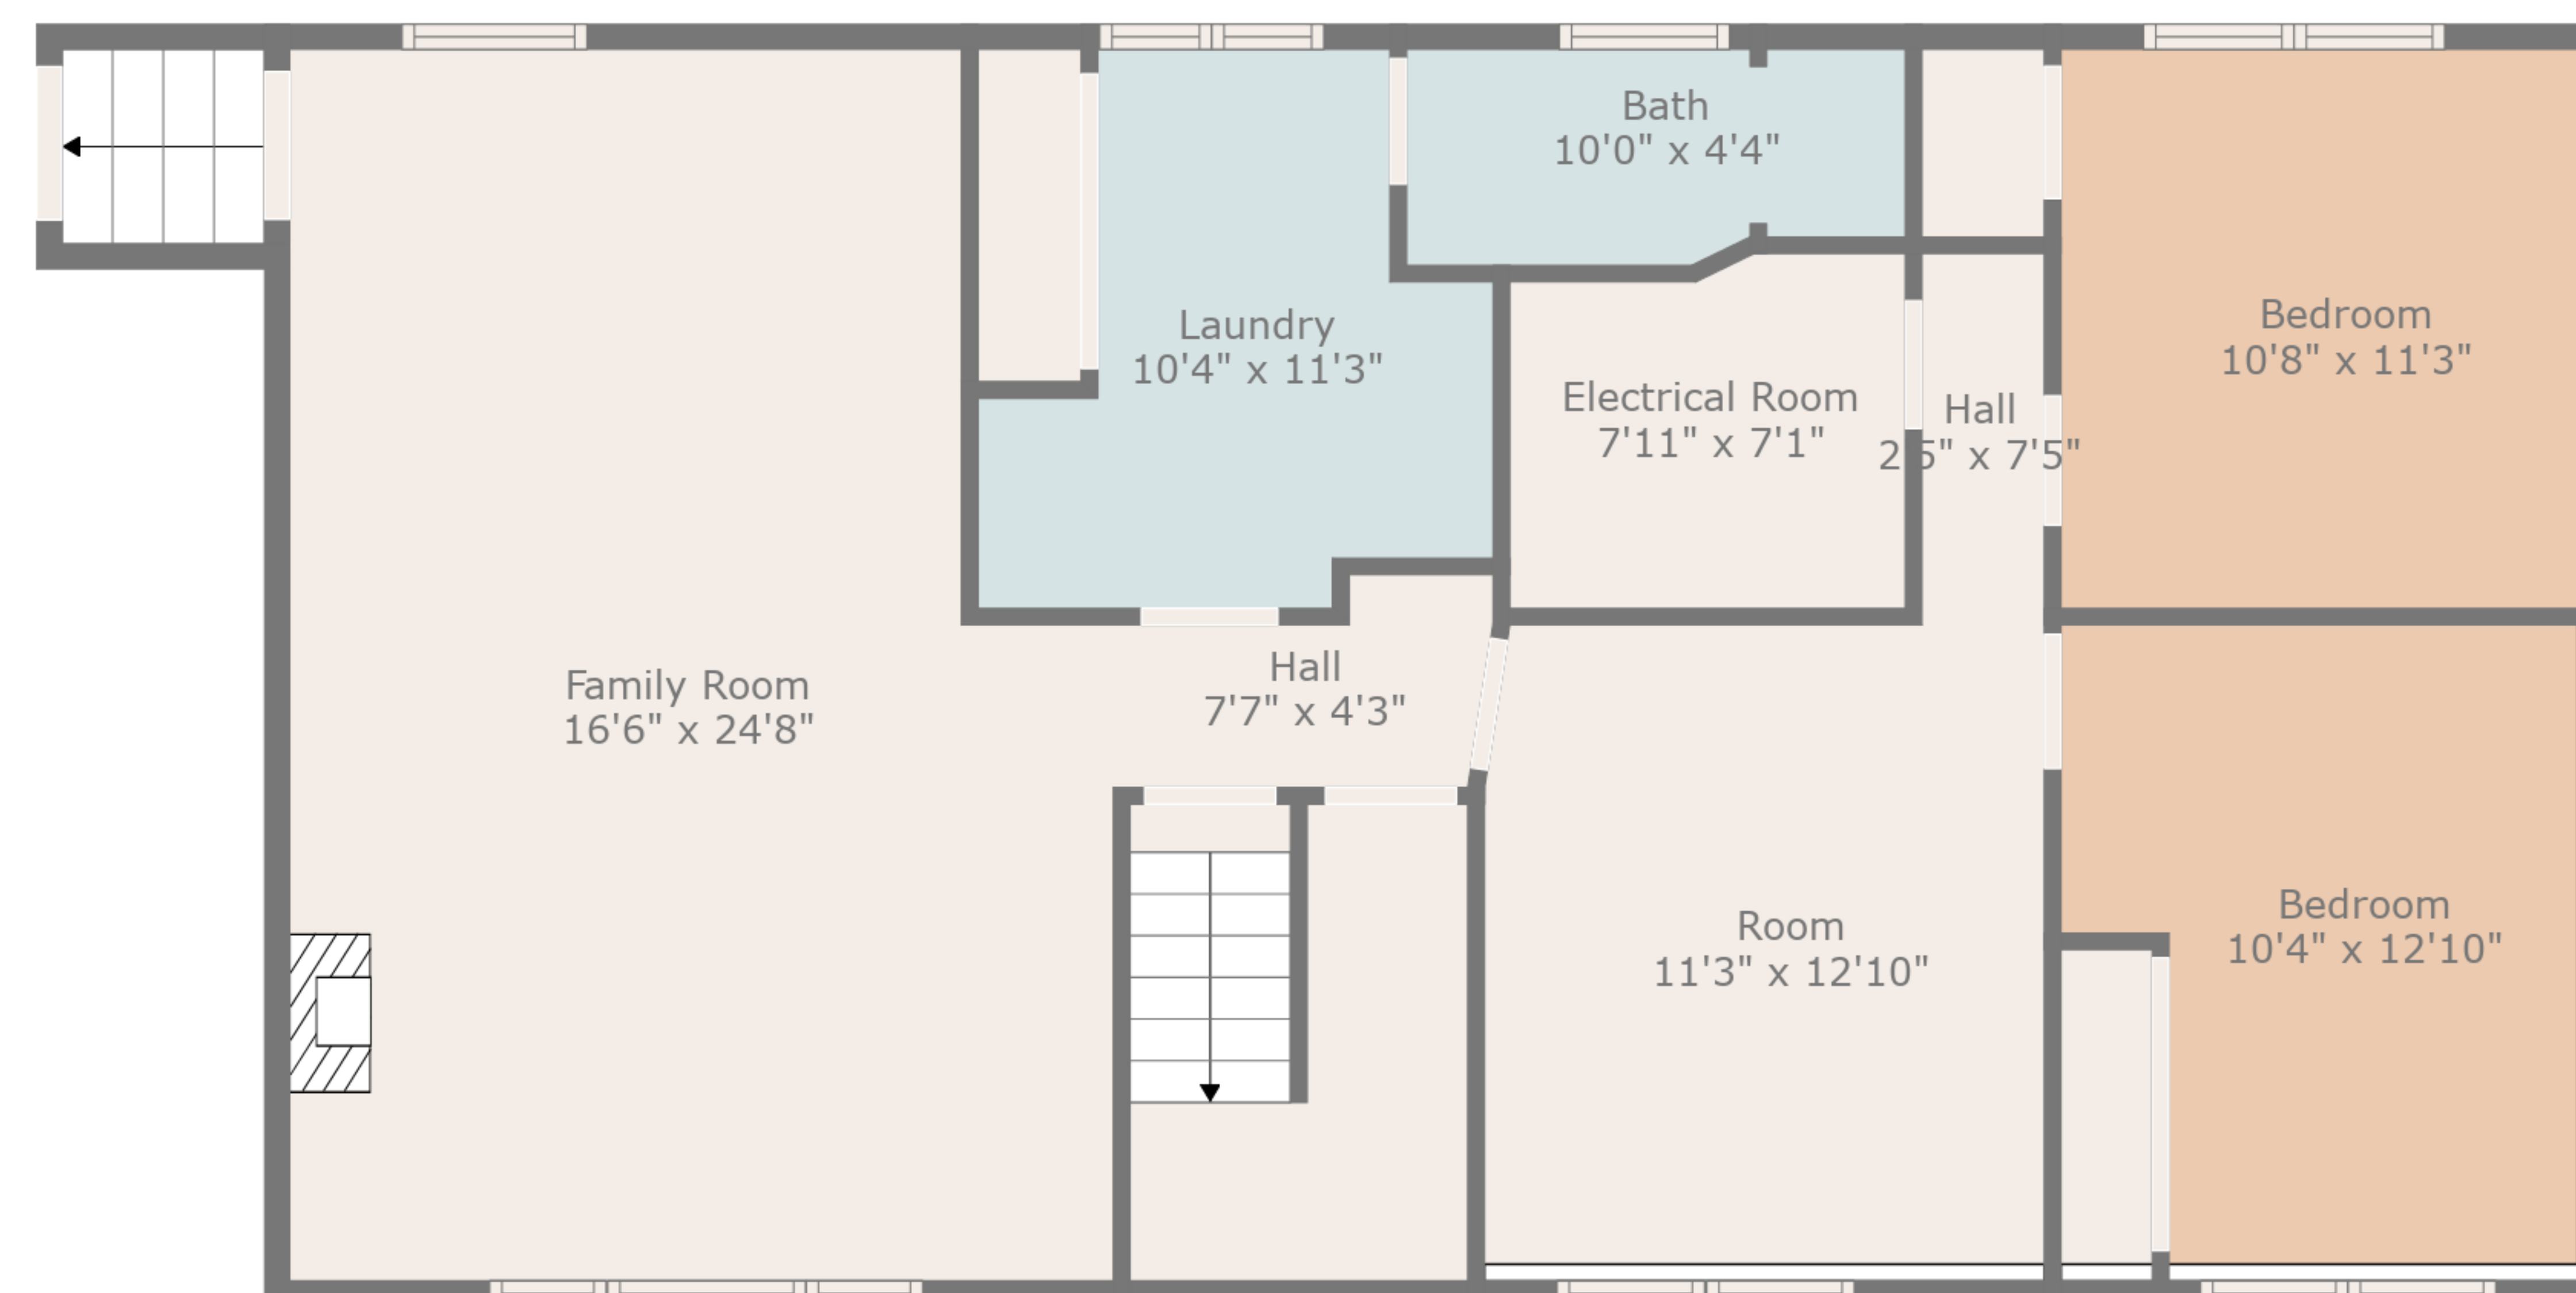 Bath
10'0" x 4'4"
Laundry
10'4" x 11'3"
Electrical Room
7'11" x 7'1"
Hall
2'5" x 7'5"
Bedroom
10'8" x 11'3"
Family Room
16'6" x 24'8"
Hall
7'7" x 4'3"
Room
11'3" x 12'10"
Bedroom
10'4" x 12'10"